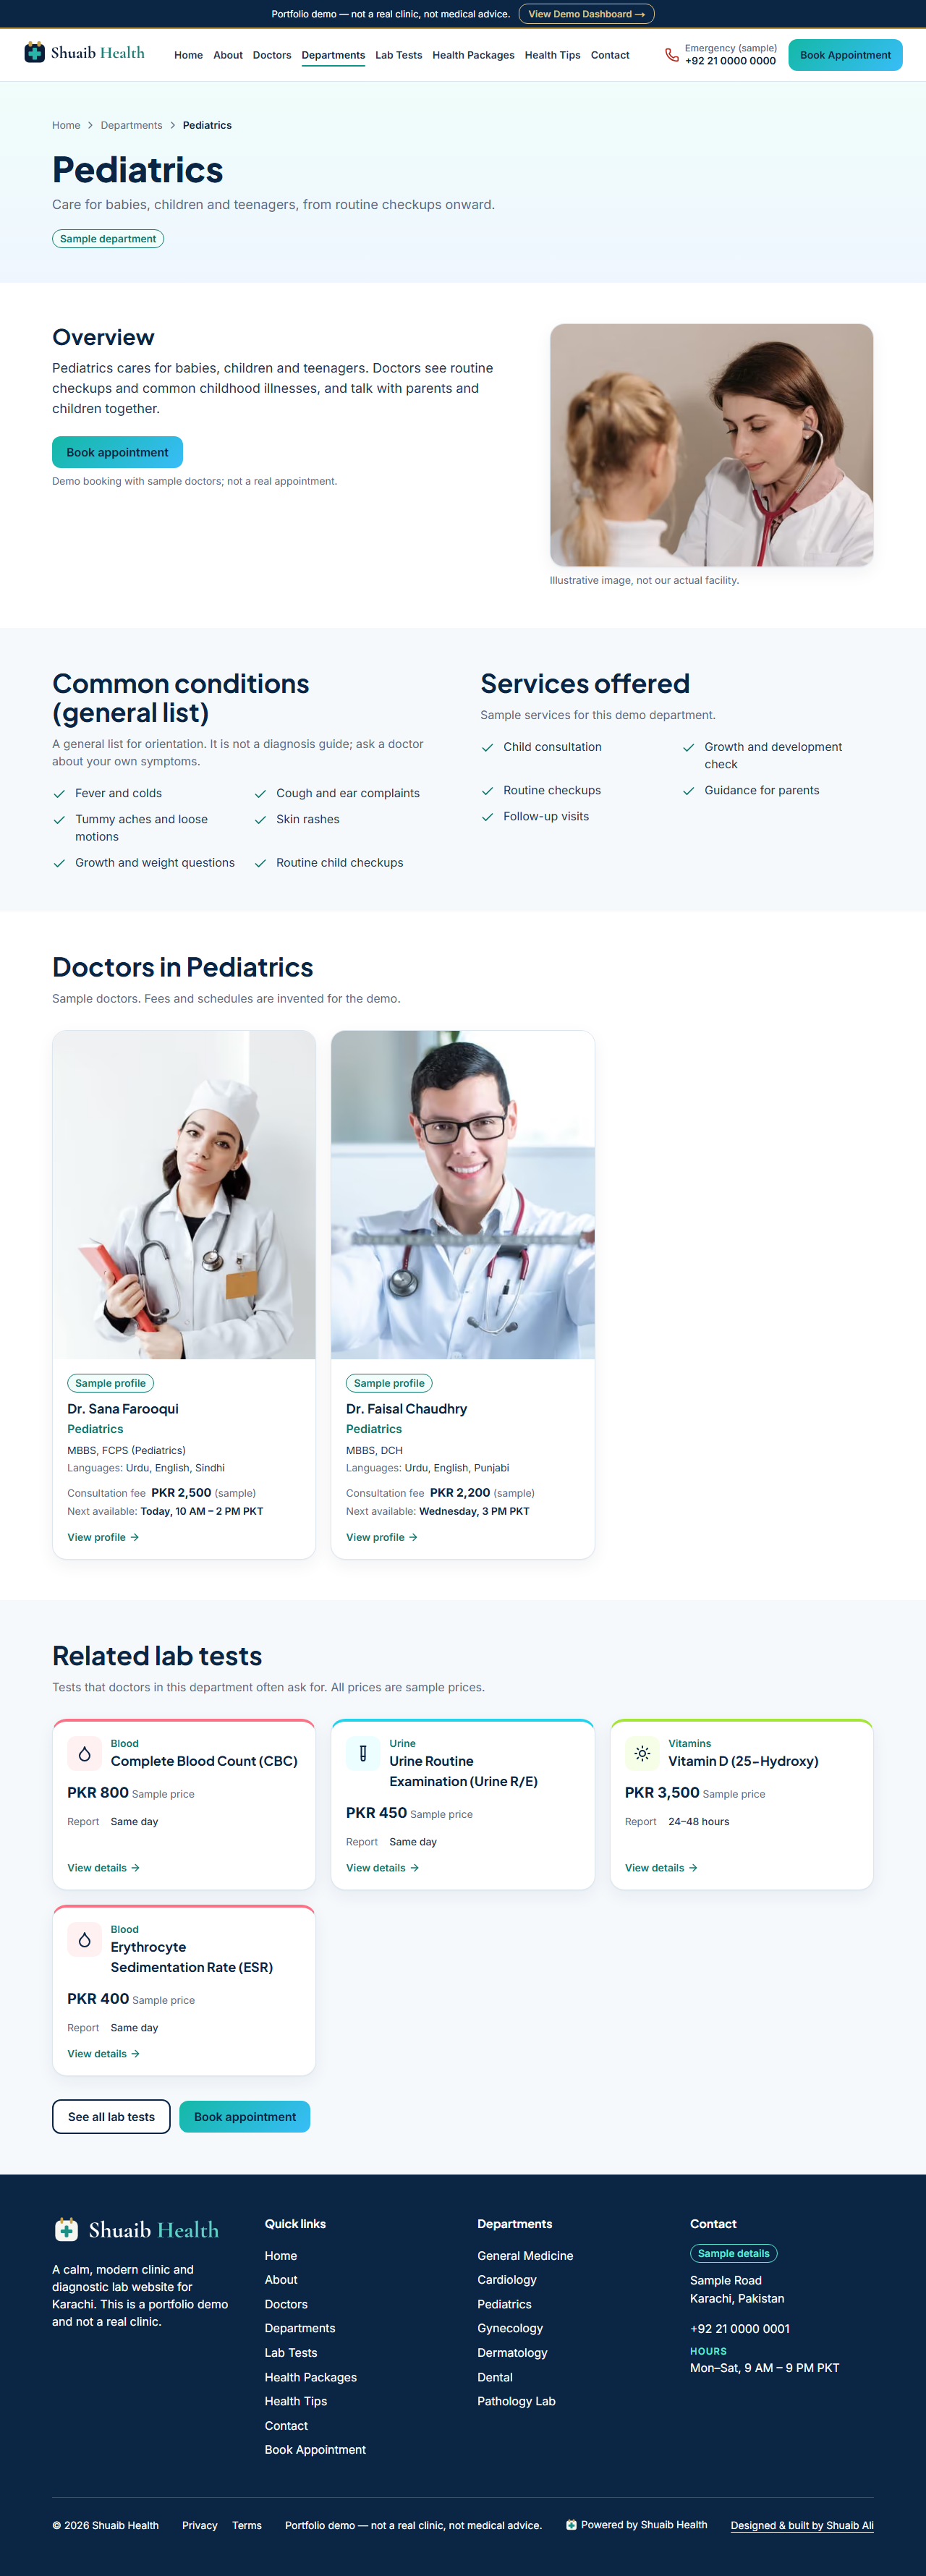 Portfolio demo — not a real clinic, not medical advice. View Demo Dashboard →
Shuaib Health
Home About Doctors Departments Lab Tests Health Packages Health Tips Contact
Emergency (sample)
+92 21 0000 0000
Book Appointment
Home > Departments > Pediatrics
Pediatrics
Care for babies, children and teenagers, from routine checkups onward.
Sample department
Overview
Pediatrics cares for babies, children and teenagers. Doctors see routine
checkups and common childhood illnesses, and talk with parents and
children together.
Book appointment
Demo booking with sample doctors; not a real appointment.
Illustrative image, not our actual facility.
Common conditions
(general list)
A general list for orientation. It is not a diagnosis guide; ask a doctor
about your own symptoms.
Fever and colds
Cough and ear complaints
Tummy aches and loose
motions
Skin rashes
Growth and weight questions
Routine child checkups
Services offered
Sample services for this demo department.
Child consultation
Growth and development
check
Routine checkups
Guidance for parents
Follow-up visits
Doctors in Pediatrics
Sample doctors. Fees and schedules are invented for the demo.
Sample profile
Dr. Sana Farooqui
Pediatrics
MBBS, FCPS (Pediatrics)
Languages: Urdu, English, Sindhi
Consultation fee PKR 2,500 (sample)
Next available: Today, 10 AM – 2 PM PKT
View profile →
Sample profile
Dr. Faisal Chaudhry
Pediatrics
MBBS, DCH
Languages: Urdu, English, Punjabi
Consultation fee PKR 2,200 (sample)
Next available: Wednesday, 3 PM PKT
View profile →
Related lab tests
Tests that doctors in this department often ask for. All prices are sample prices.
Blood
Complete Blood Count (CBC)
PKR 800 Sample price
Report Same day
View details →
Urine
Urine Routine
Examination (Urine R/E)
PKR 450 Sample price
Report Same day
View details →
Vitamins
Vitamin D (25-Hydroxy)
PKR 3,500 Sample price
Report 24–48 hours
View details →
Blood
Erythrocyte
Sedimentation Rate (ESR)
PKR 400 Sample price
Report Same day
View details →
See all lab tests
Book appointment
Shuaib Health
A calm, modern clinic and
diagnostic lab website for
Karachi. This is a portfolio demo
and not a real clinic.
Quick links
Home
About
Doctors
Departments
Lab Tests
Health Packages
Health Tips
Contact
Book Appointment
Departments
General Medicine
Cardiology
Pediatrics
Gynecology
Dermatology
Dental
Pathology Lab
Contact
Sample details
Sample Road
Karachi, Pakistan
+92 21 0000 0001
HOURS
Mon–Sat, 9 AM – 9 PM PKT
© 2026 Shuaib Health Privacy Terms Portfolio demo — not a real clinic, not medical advice. Powered by Shuaib Health Designed & built by Shuaib Ali